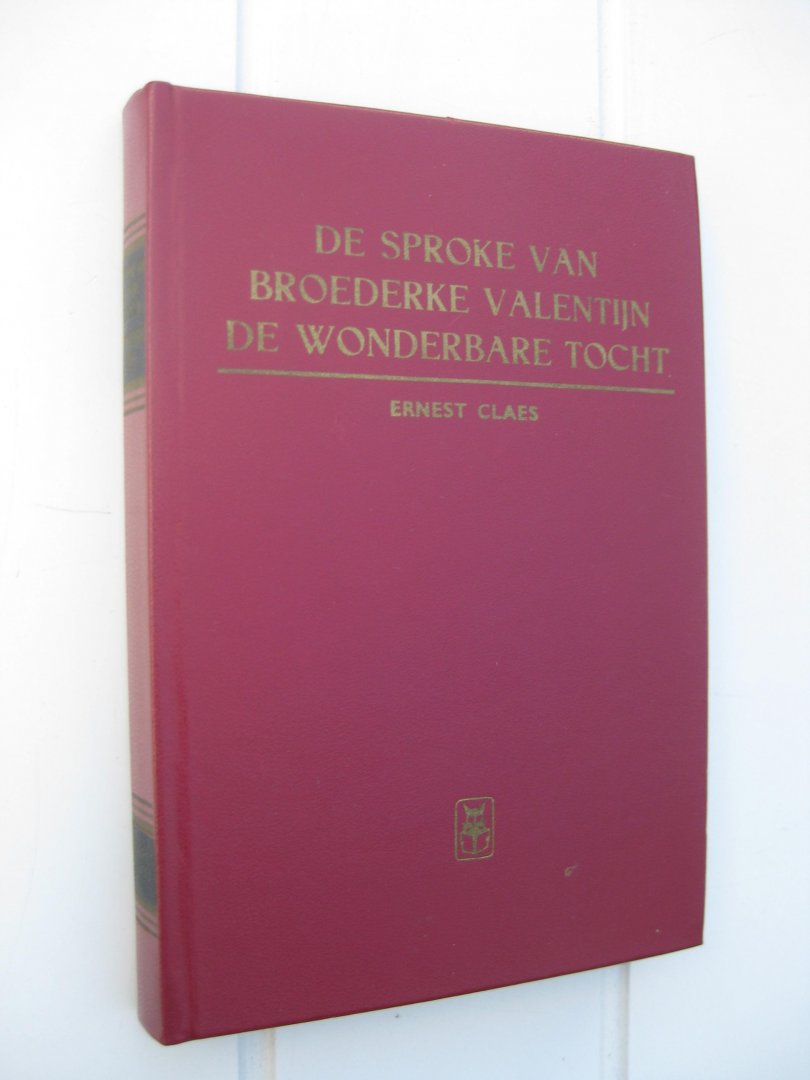 DE SPROKE VAN
BROEDERKE VALENTIJN
DE WONDERBARE TOCHT
ERNEST CLAES